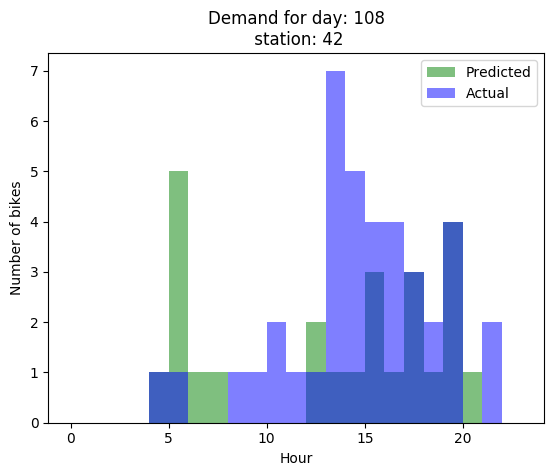 Demand for day: 108
station: 42
Predicted
Actual
Number of bikes
7
6
5
4
3
2
1
0
0
5
10
15
20
Hour